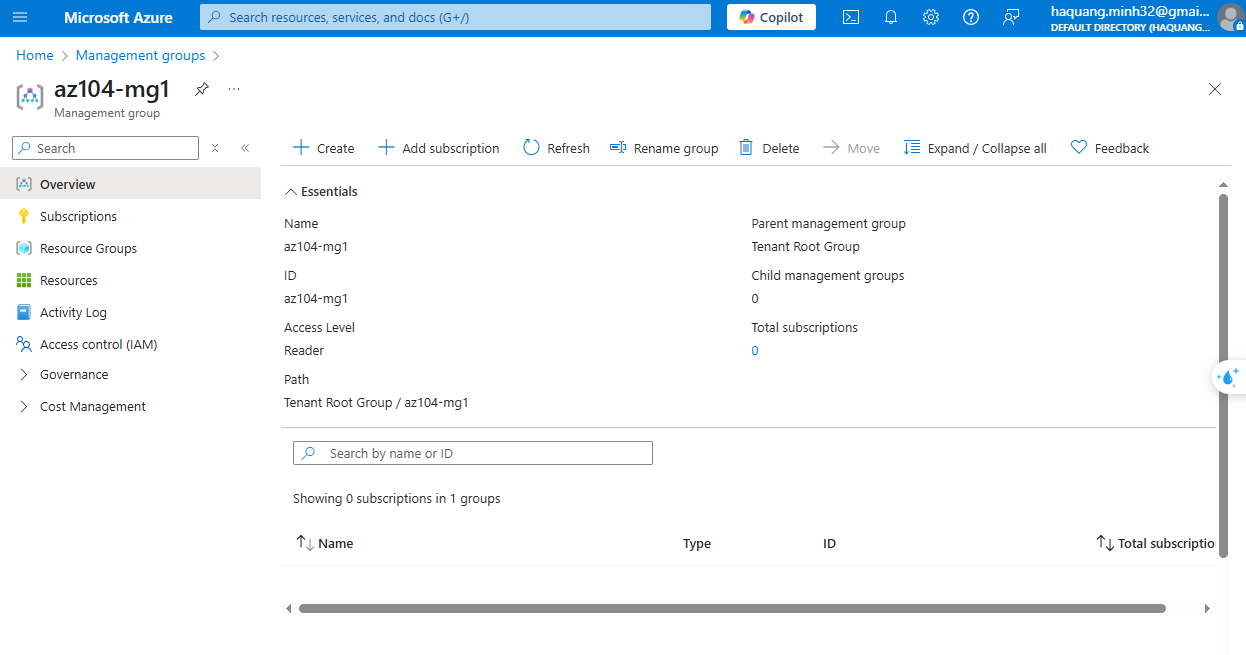 Microsoft Azure
Search resources, services, and docs (G+/)
Copilot
haquang.minh32@gmai...
DEFAULT DIRECTORY (HAQUANG....
Home > Management groups >
az104-mg1
Management group
Search
Overview
Subscriptions
Resource Groups
Resources
Activity Log
Access control (IAM)
Governance
Cost Management
Create Add subscription Refresh Rename group Delete Move Expand / Collapse all Feedback
Essentials
Name
az104-mg1
ID
az104-mg1
Access Level
Reader
Path
Tenant Root Group / az104-mg1
Parent management group
Tenant Root Group
Child management groups
0
Total subscriptions
0
Search by name or ID
Showing 0 subscriptions in 1 groups
Name Type ID Total subscriptio